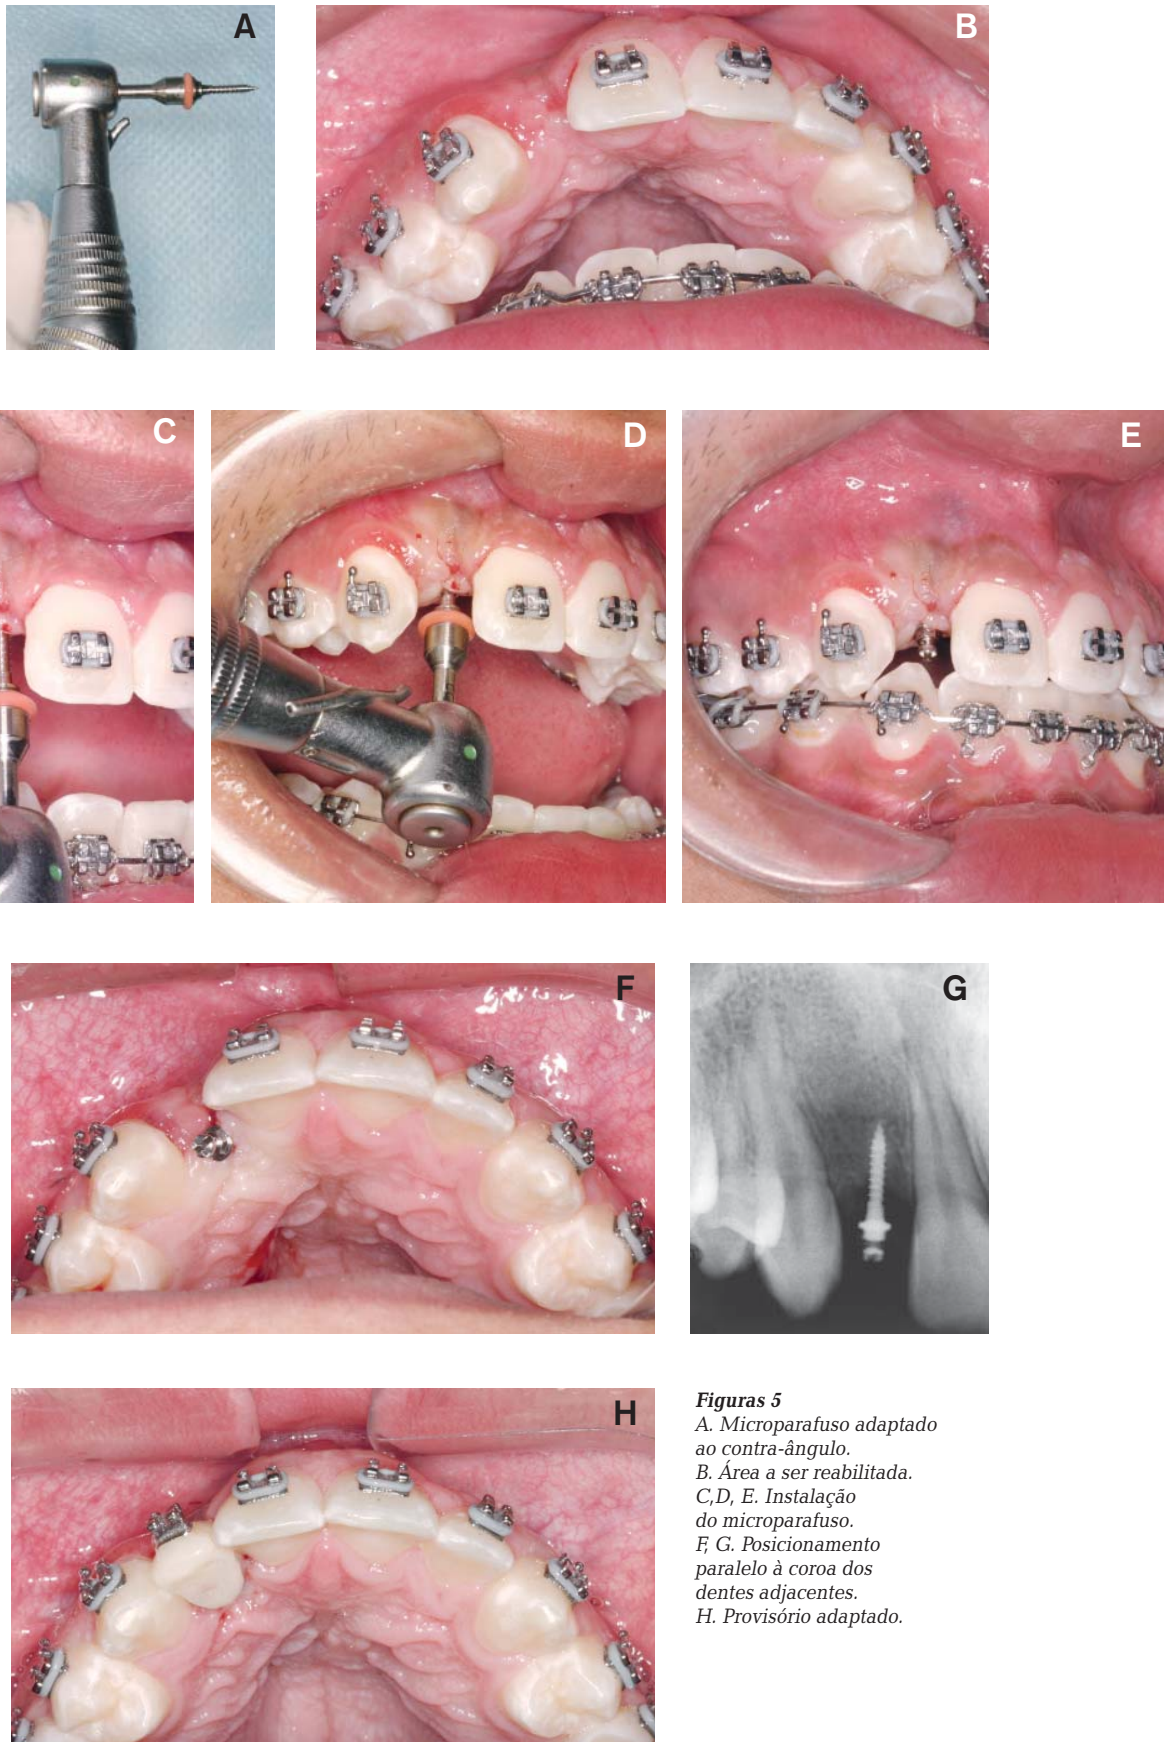 A
B
C
D
E
F
G
H
Figuras 5
A. Microparafuso adaptado
ao contra-ângulo.
B. Área a ser reabilitada.
C,D, E. Instalação
do microparafuso.
F, G. Posicionamento
paralelo à coroa dos
dentes adjacentes.
H. Provisório adaptado.